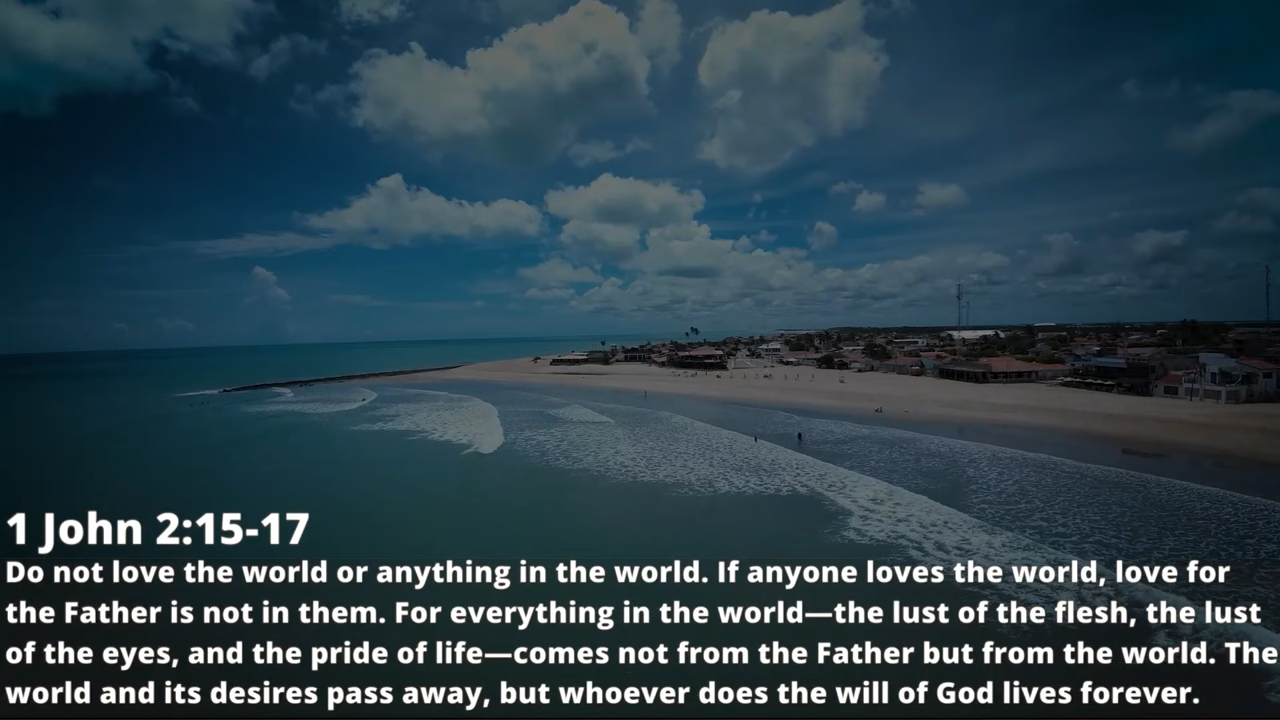 1 John 2:15-17
Do not love the world or anything in the world. If anyone loves the world, love for
the Father is not in them. For everything in the world—the lust of the flesh, the lust
of the eyes, and the pride of life—comes not from the Father but from the world. The
world and its desires pass away, but whoever does the will of God lives forever.